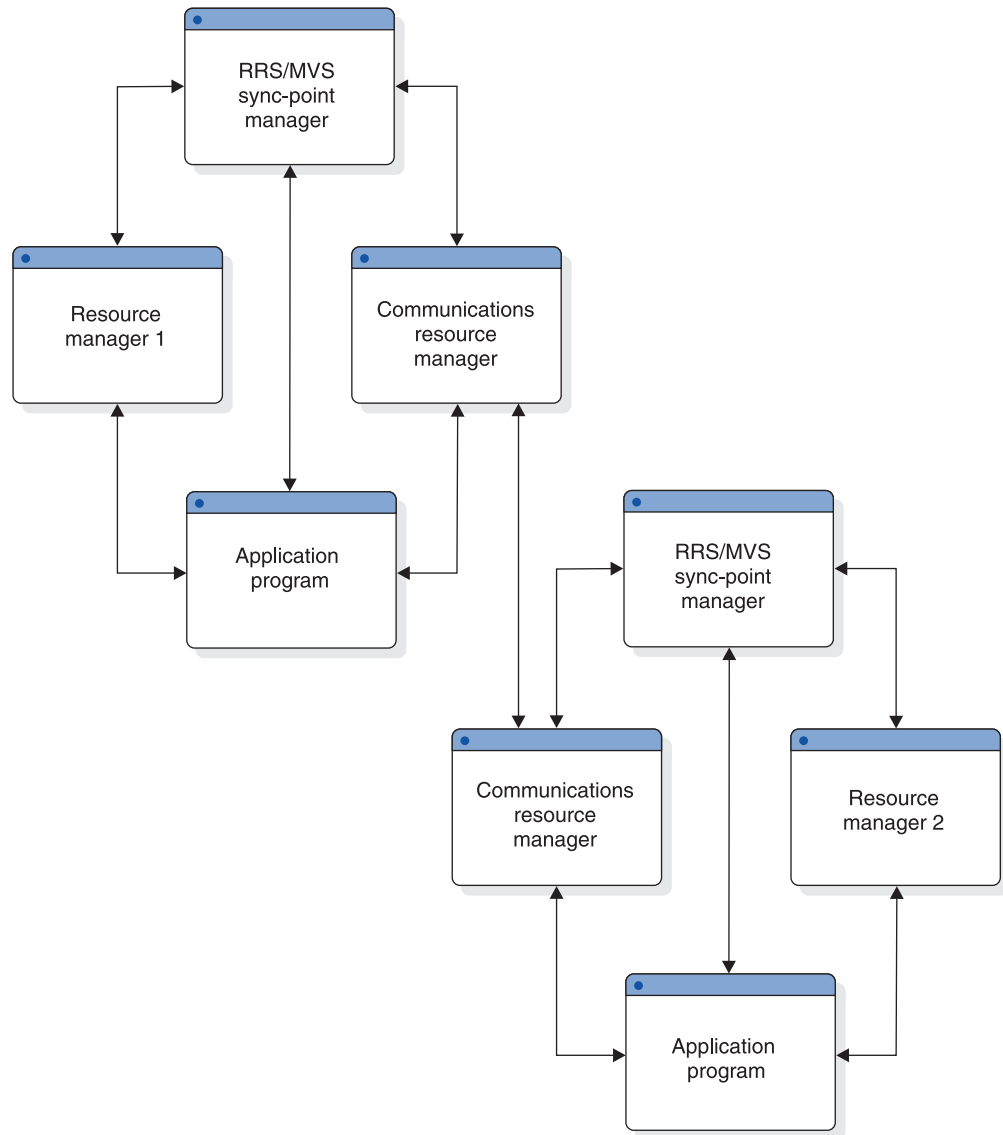 RRS/MVS
sync-point
manager
Resource
manager 1
Communications
resource
manager
Application
program
RRS/MVS
sync-point
manager
Communications
resource
manager
Resource
manager 2
Application
program